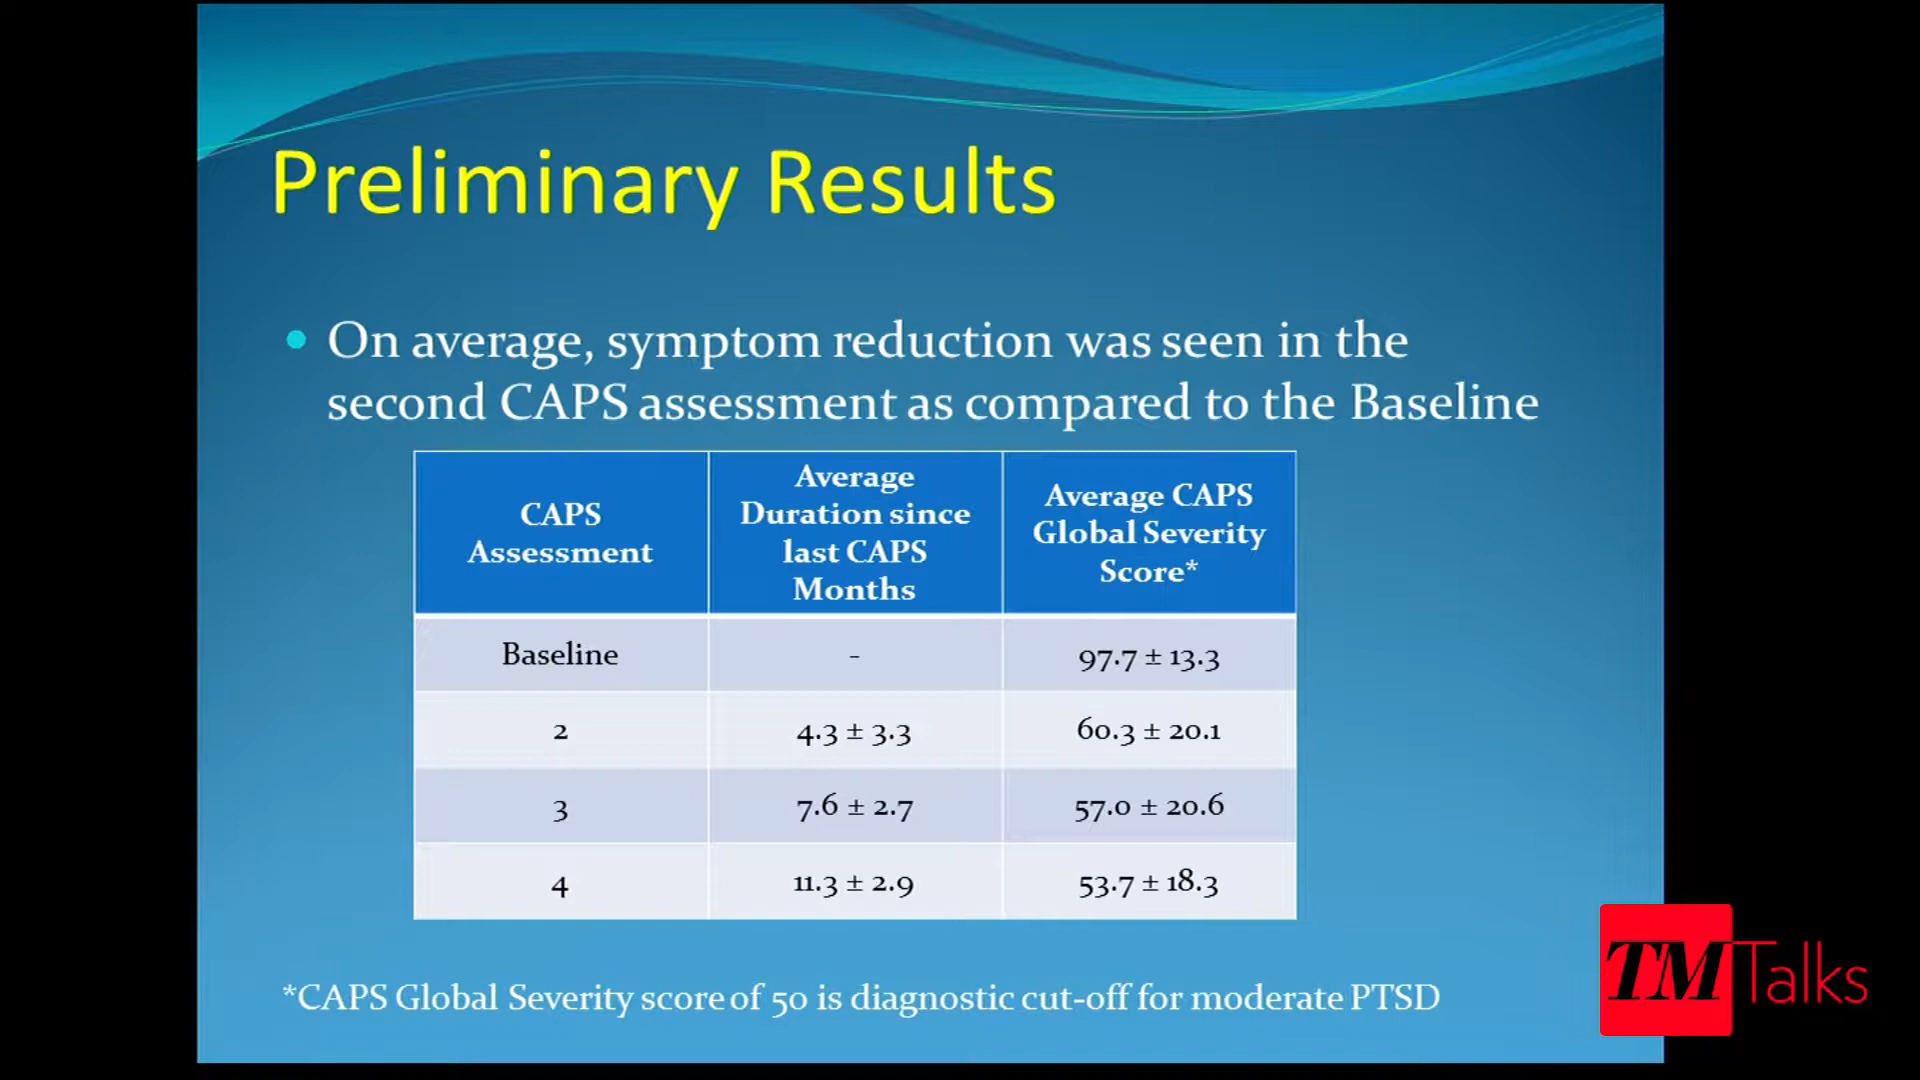 Preliminary Results
• On average, symptom reduction was seen in the
second CAPS assessment as compared to the Baseline
CAPS
Assessment
Average
Duration since
last CAPS
Months
Average CAPS
Global Severity
Score*
Baseline - 97.7 ± 13.3
2 4.3 ± 3.3 60.3 ± 20.1
3 7.6 ± 2.7 57.0 ± 20.6
4 11.3 ± 2.9 53.7 ± 18.3
*CAPS Global Severity score of 50 is diagnostic cut-off for moderate PTSD
TMTalks